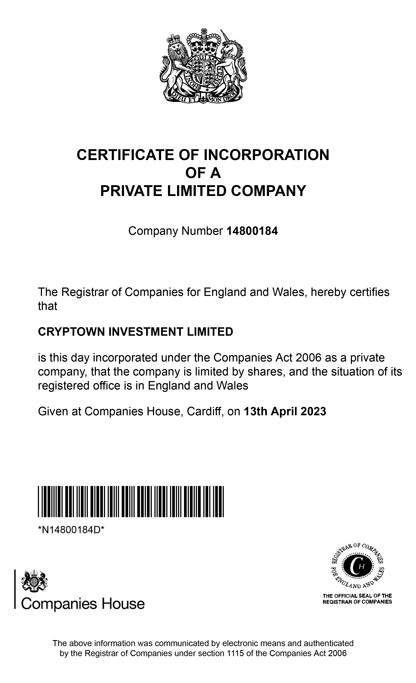 CERTIFICATE OF INCORPORATION
OF A
PRIVATE LIMITED COMPANY
Company Number 14800184
The Registrar of Companies for England and Wales, hereby certifies
that
CRYPTOWN INVESTMENT LIMITED
is this day incorporated under the Companies Act 2006 as a private
company, that the company is limited by shares, and the situation of its
registered office is in England and Wales
Given at Companies House, Cardiff, on 13th April 2023
*N14800184D*
Companies House
REGISTRAR OF COMPANIES
FOR ENGLAND AND WALES
CH
THE OFFICIAL SEAL OF THE
REGISTRAR OF COMPANIES
The above information was communicated by electronic means and authenticated
by the Registrar of Companies under section 1115 of the Companies Act 2006